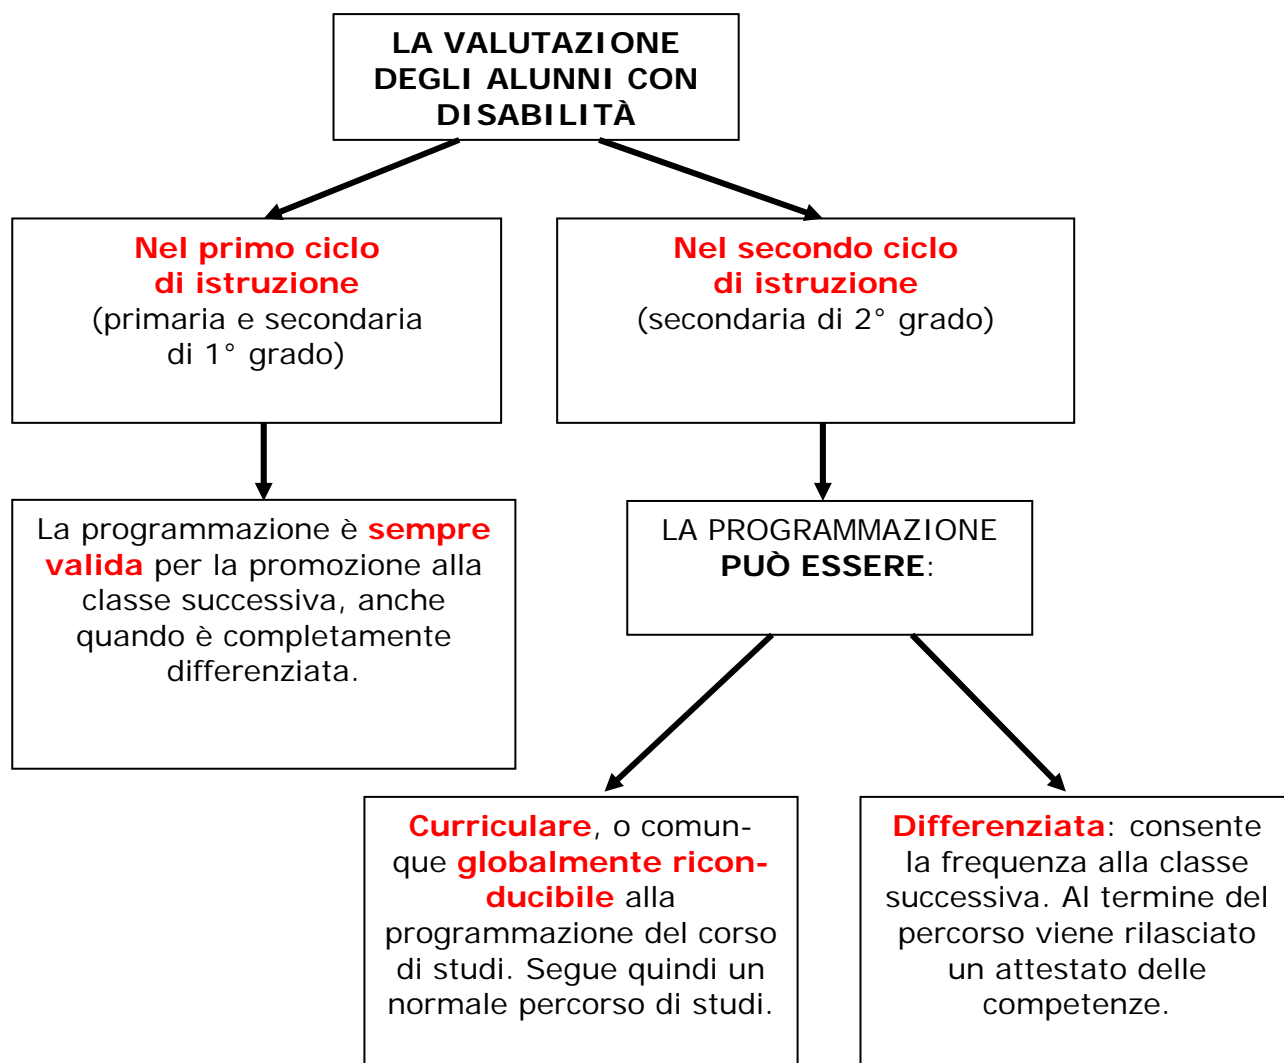 LA VALUTAZIONE
DEGLI ALUNNI CON
DISABILITÀ
Nel primo ciclo
di istruzione
(primaria e secondaria
di 1° grado)
Nel secondo ciclo
di istruzione
(secondaria di 2° grado)
La programmazione è sempre
valida per la promozione alla
classe successiva, anche
quando è completamente
differenziata.
LA PROGRAMMAZIONE
PUÒ ESSERE:
Curriculare, o comun-
que globalmente ricon-
ducibile alla
programmazione del corso
di studi. Segue quindi un
normale percorso di studi.
Differenziata: consente
la frequenza alla classe
successiva. Al termine del
percorso viene rilasciato
un attestato delle
competenze.